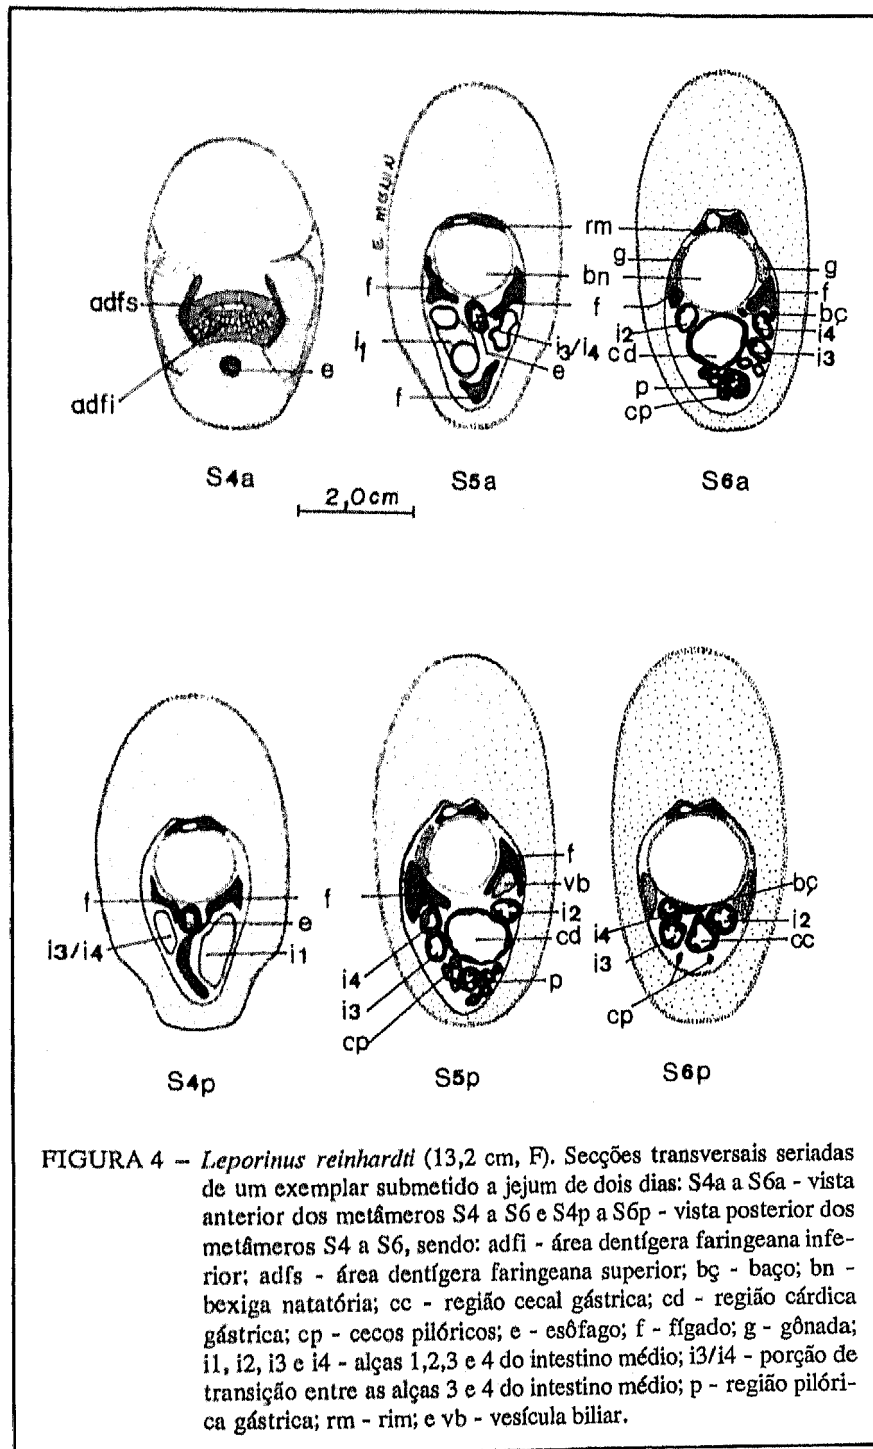 E MOURN
adfs
adfi
e
S4a
f
i1
f
rm
bn
f
i3/i4
e
S5a
g
i2
cd
p
cp
g
f
bç
i4
i3
S6a
2,0cm
f
i3/i4
f
e
i1
S4p
i4
i3
cp
f
vb
i2
cd
p
S5p
i4
i3
cp
bç
i2
cc
S6p
FIGURA 4 – Leporinus reinhardti (13,2 cm, F). Secções transversais seriadas
de um exemplar submetido a jejum de dois dias: S4a a S6a - vista
anterior dos metâmeros S4 a S6 e S4p a S6p - vista posterior dos
metâmeros S4 a S6, sendo: adfi - área dentígera faringeana infe-
rior; adfs - área dentígera faringeana superior; bç - baço; bn -
bexiga natatória; cc - região cecal gástrica; cd - região cárdica
gástrica; cp - cecos pilóricos; e - esôfago; f - fígado; g - gônada;
i1, i2, i3 e i4 - alças 1,2,3 e 4 do intestino médio; i3/i4 - porção de
transição entre as alças 3 e 4 do intestino médio; p - região pilóri-
ca gástrica; rm - rim; e vb - vesícula biliar.